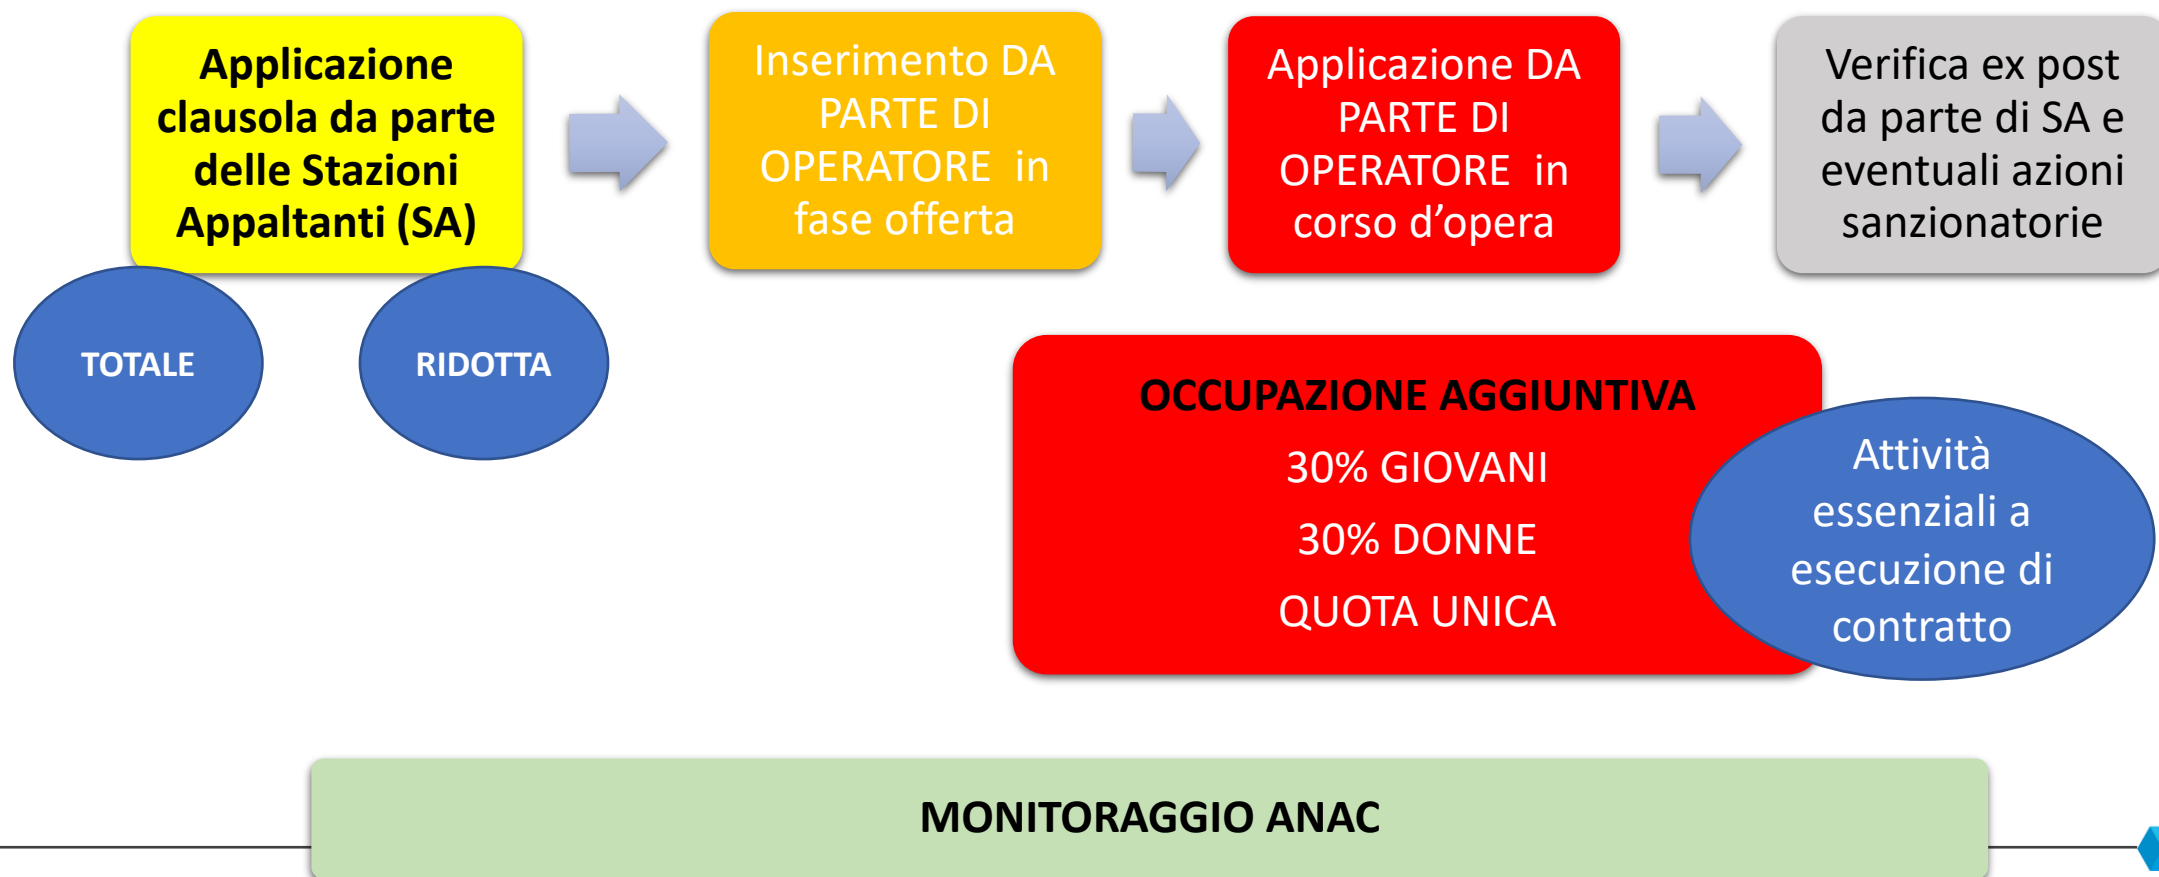 Applicazione
clausola da parte
delle Stazioni
Appaltanti (SA)
TOTALE
RIDOTTA
Inserimento DA
PARTE DI
OPERATORE in
fase offerta
Applicazione DA
PARTE DI
OPERATORE in
corso d’opera
Verifica ex post
da parte di SA e
eventuali azioni
sanzionatorie
OCCUPAZIONE AGGIUNTIVA
30% GIOVANI
30% DONNE
QUOTA UNICA
Attività
essenziali a
esecuzione di
contratto
MONITORAGGIO ANAC